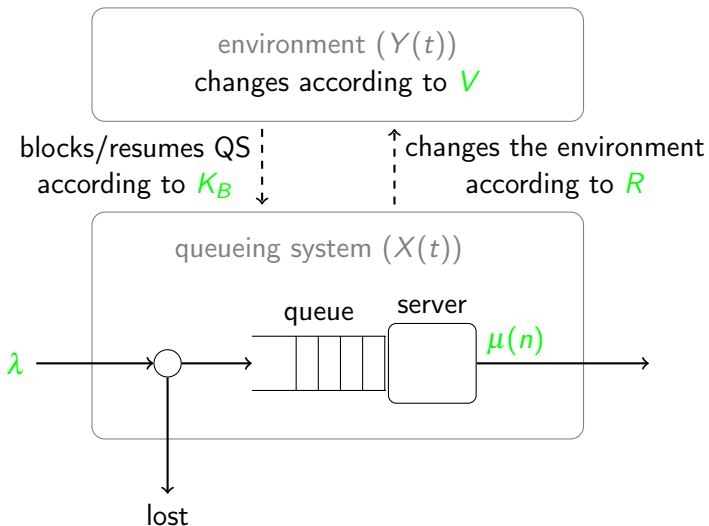 environment (Y(t))
changes according to V
blocks/resumes QS
according to K_B
changes the environment
according to R
queueing system (X(t))
queue
server
λ
μ(n)
lost